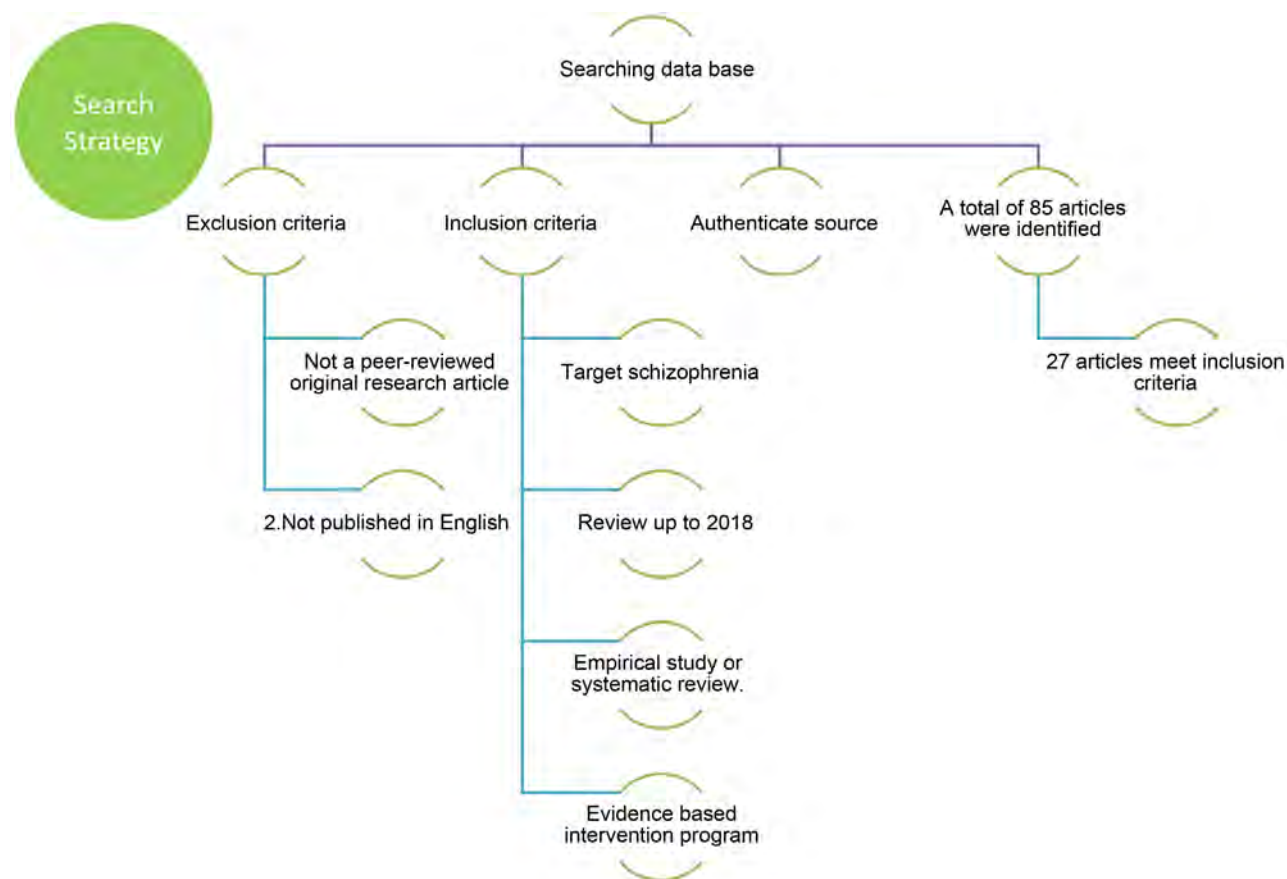 Search
Strategy
Searching data base
Exclusion criteria
Inclusion criteria
Authenticate source
A total of 85 articles
were identified
Not a peer-reviewed
original research article
Target schizophrenia
27 articles meet inclusion
criteria
2.Not published in English
Review up to 2018
Empirical study or
systematic review.
Evidence based
intervention program